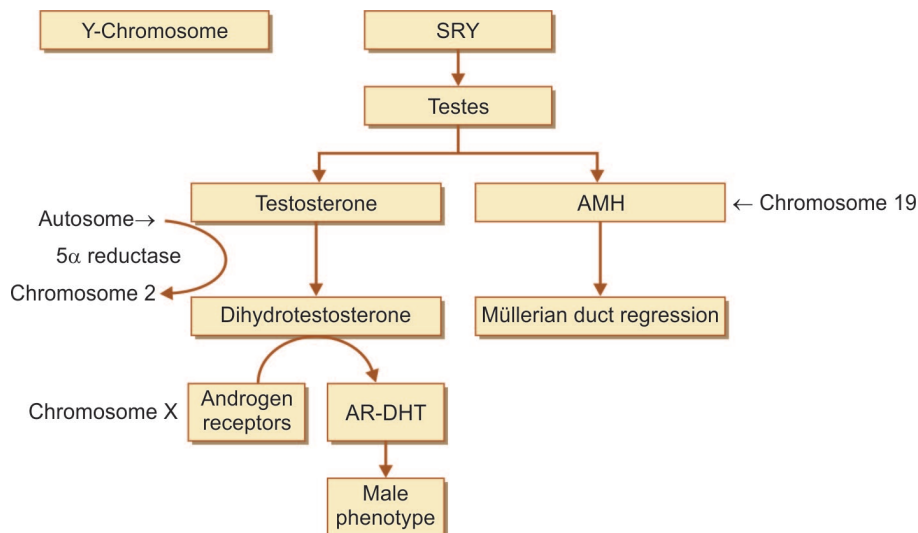 Y-Chromosome
SRY
Testes
Testosterone
AMH
← Chromosome 19
Autosome→
5α reductase
Chromosome 2
Dihydrotestosterone
Müllerian duct regression
Chromosome X
Androgen
receptors
AR-DHT
Male
phenotype